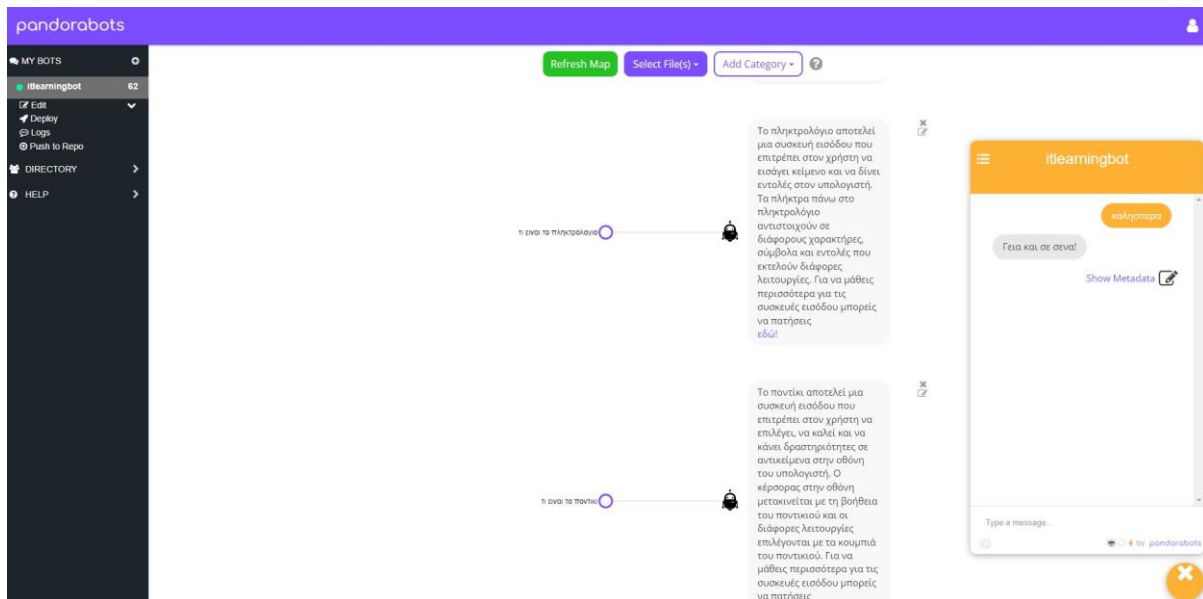 pandorabots
MY BOTS
itlearningbot 62
Edit
Deploy
Logs
Push to Repo
DIRECTORY
HELP
Refresh Map Select File(s) Add Category
τι ειναι το πληκτρολογιο
Το πληκτρολόγιο αποτελεί
μια συσκευή εισόδου που
επιτρέπει στον χρήστη να
εισάγει κείμενο και να δίνει
εντολές στον υπολογιστή.
Τα πλήκτρα πάνω στο
πληκτρολόγιο
αντιστοιχούν σε
διάφορους χαρακτήρες,
σύμβολα και εντολές που
εκτελούν διάφορες
λειτουργίες. Για να μάθεις
περισσότερα για τις
συσκευές εισόδου μπορείς
να πατήσεις
εδώ!
τι ειναι το ποντικι
Το ποντίκι αποτελεί μια
συσκευή εισόδου που
επιτρέπει στον χρήστη να
επιλέγει, να καλεί και να
κάνει δραστηριότητες σε
αντικείμενα στην οθόνη
του υπολογιστή. Ο
κέρσορας στην οθόνη
μετακινείται με τη βοήθεια
του ποντικιού και οι
διάφορες λειτουργίες
επιλέγονται με τα κουμπιά
του ποντικιού. Για να
μάθεις περισσότερα για τις
συσκευές εισόδου μπορείς
να πατήσεις
itlearningbot
καλησπερα
Γεια και σε σενα!
Show Metadata
Type a message...
by pandorabots